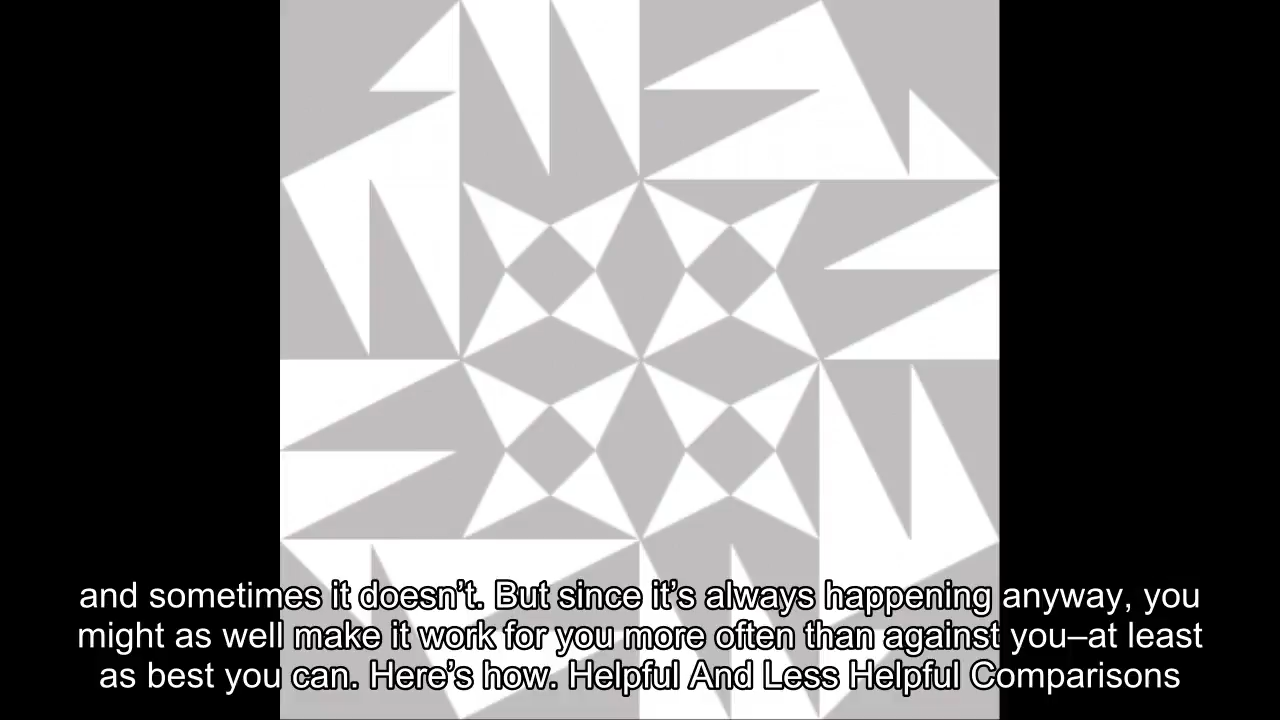 and sometimes it doesn’t. But since it’s always happening anyway, you
might as well make it work for you more often than against you–at least
as best you can. Here’s how. Helpful And Less Helpful Comparisons